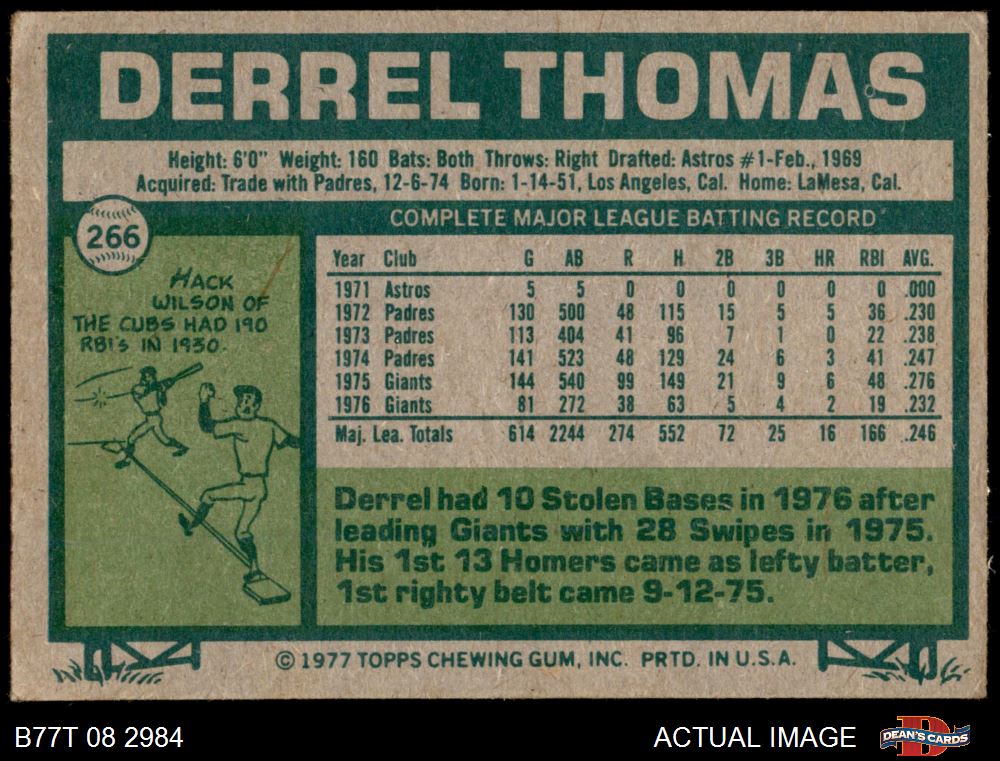 DERREL THOMAS
Height: 6'0" Weight: 160 Bats: Both Throws: Right Drafted: Astros #1-Feb., 1969
Acquired: Trade with Padres, 12-6-74 Born: 1-14-51, Los Angeles, Cal. Home: LaMesa, Cal.
266
HACK
WILSON OF
THE CUBS HAD 190
RBI's IN 1930.
COMPLETE MAJOR LEAGUE BATTING RECORD
Year Club G AB R H 2B 3B HR RBI AVG.
1971 Astros 5 5 0 0 0 0 0 0 .000
1972 Padres 130 500 48 115 15 5 5 36 .230
1973 Padres 113 404 41 96 7 1 0 22 .238
1974 Padres 141 523 48 129 24 6 3 41 .247
1975 Giants 144 540 99 149 21 9 6 48 .276
1976 Giants 81 272 38 63 5 4 2 19 .232
Maj. Lea. Totals 614 2244 274 552 72 25 16 166 .246
Derrel had 10 Stolen Bases in 1976 after
leading Giants with 28 Swipes in 1975.
His 1st 13 Homers came as lefty batter,
1st righty belt came 9-12-75.
© 1977 TOPPS CHEWING GUM, INC. PRTD. IN U.S.A.
B77T 08 2984
ACTUAL IMAGE
D
DEAN'S CARDS